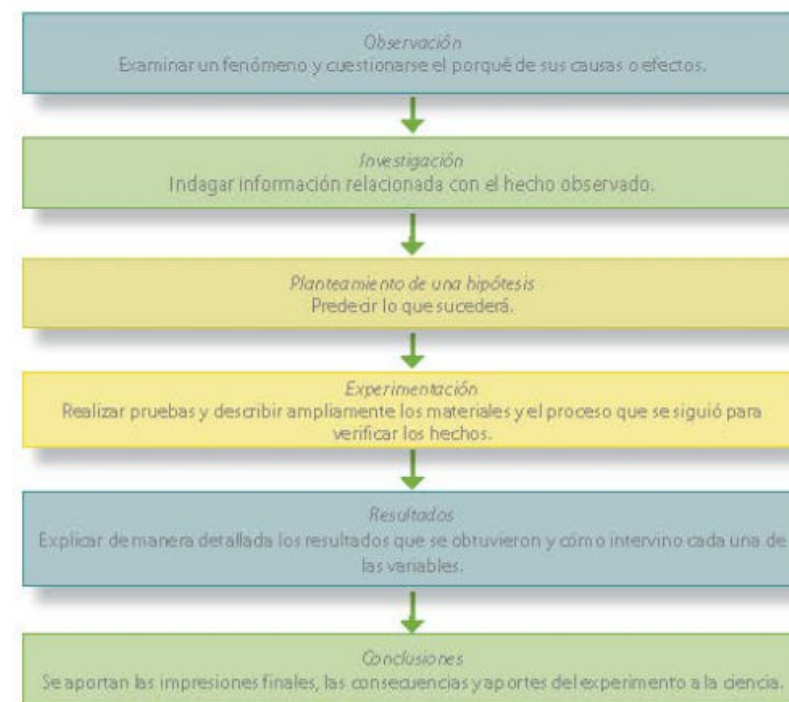 Observación
Examinar un fenómeno y cuestionarse el porqué de sus causas o efectos.
Investigación
Indagar información relacionada con el hecho observado.
Planteamiento de una hipótesis
Predecir lo que sucederá.
Experimentación
Realizar pruebas y describir ampliamente los materiales y el proceso que se siguió para
verificar los hechos.
Resultados
Explicar de manera detallada los resultados que se obtuvieron y cómo intervino cada una de
las variables.
Conclusiones
Se aportan las impresiones finales, las consecuencias y aportes del experimento a la ciencia.